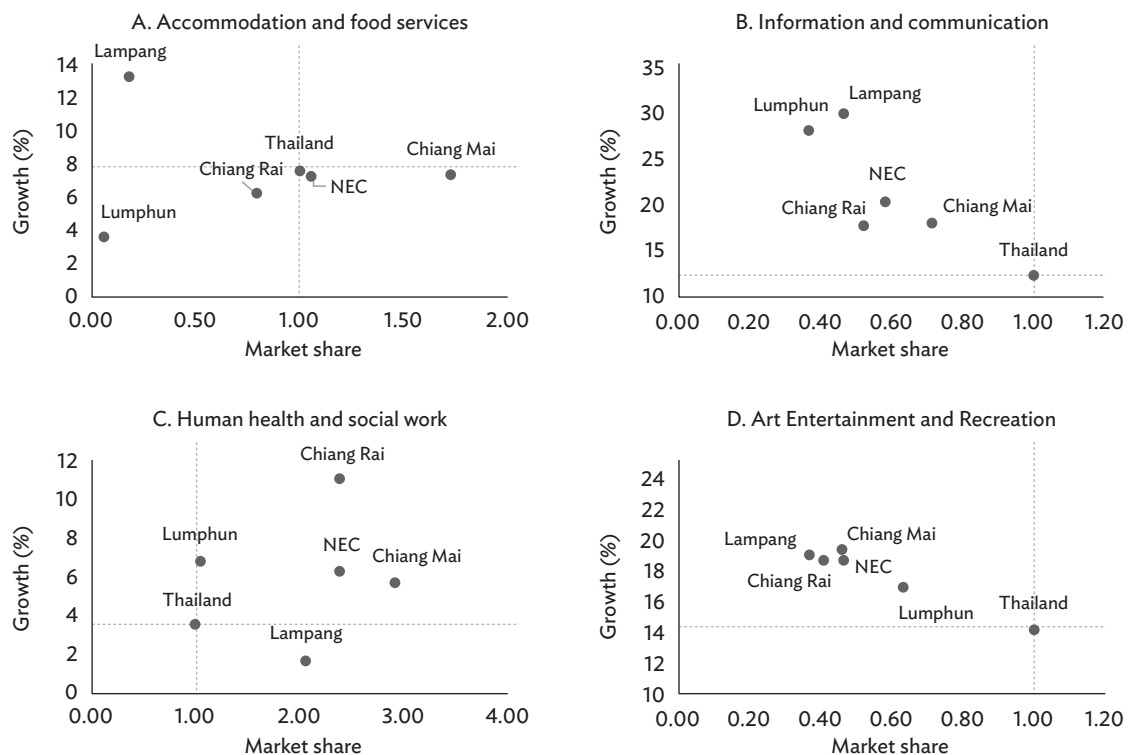 A. Accommodation and food services
Growth (%)
14
12
10
8
6
4
2
0
0.00 0.50 1.00 1.50 2.00
Market share
Lampang
Thailand
Chiang Mai
Chiang Rai
NEC
Lumphun
B. Information and communication
Growth (%)
35
30
25
20
15
10
0.00 0.20 0.40 0.60 0.80 1.00 1.20
Market share
Lampang
Lumphun
NEC
Chiang Rai
Chiang Mai
Thailand
C. Human health and social work
Growth (%)
12
10
8
6
4
2
0
0.00 1.00 2.00 3.00 4.00
Market share
Chiang Rai
Lumphun
NEC
Chiang Mai
Thailand
Lampang
D. Art Entertainment and Recreation
Growth (%)
24
22
20
18
16
14
12
10
0.00 0.20 0.40 0.60 0.80 1.00 1.20
Market share
Lampang
Chiang Mai
Chiang Rai
NEC
Lumphun
Thailand